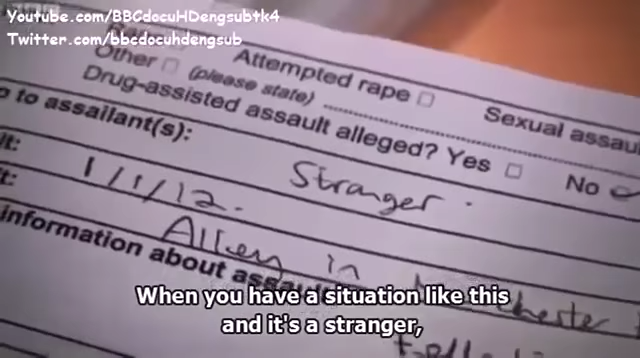 Youtube.com/BBCdocuHDengsubtk4
Twitter.com/bbcdocuhdengsub
Attempted rape
Other (please state)
Sexual assau
Drug-assisted assault alleged? Yes No
to assailant(s): Stranger.
1/1/12.
Alley in
information about
When you have a situation like this
and it's a stranger,